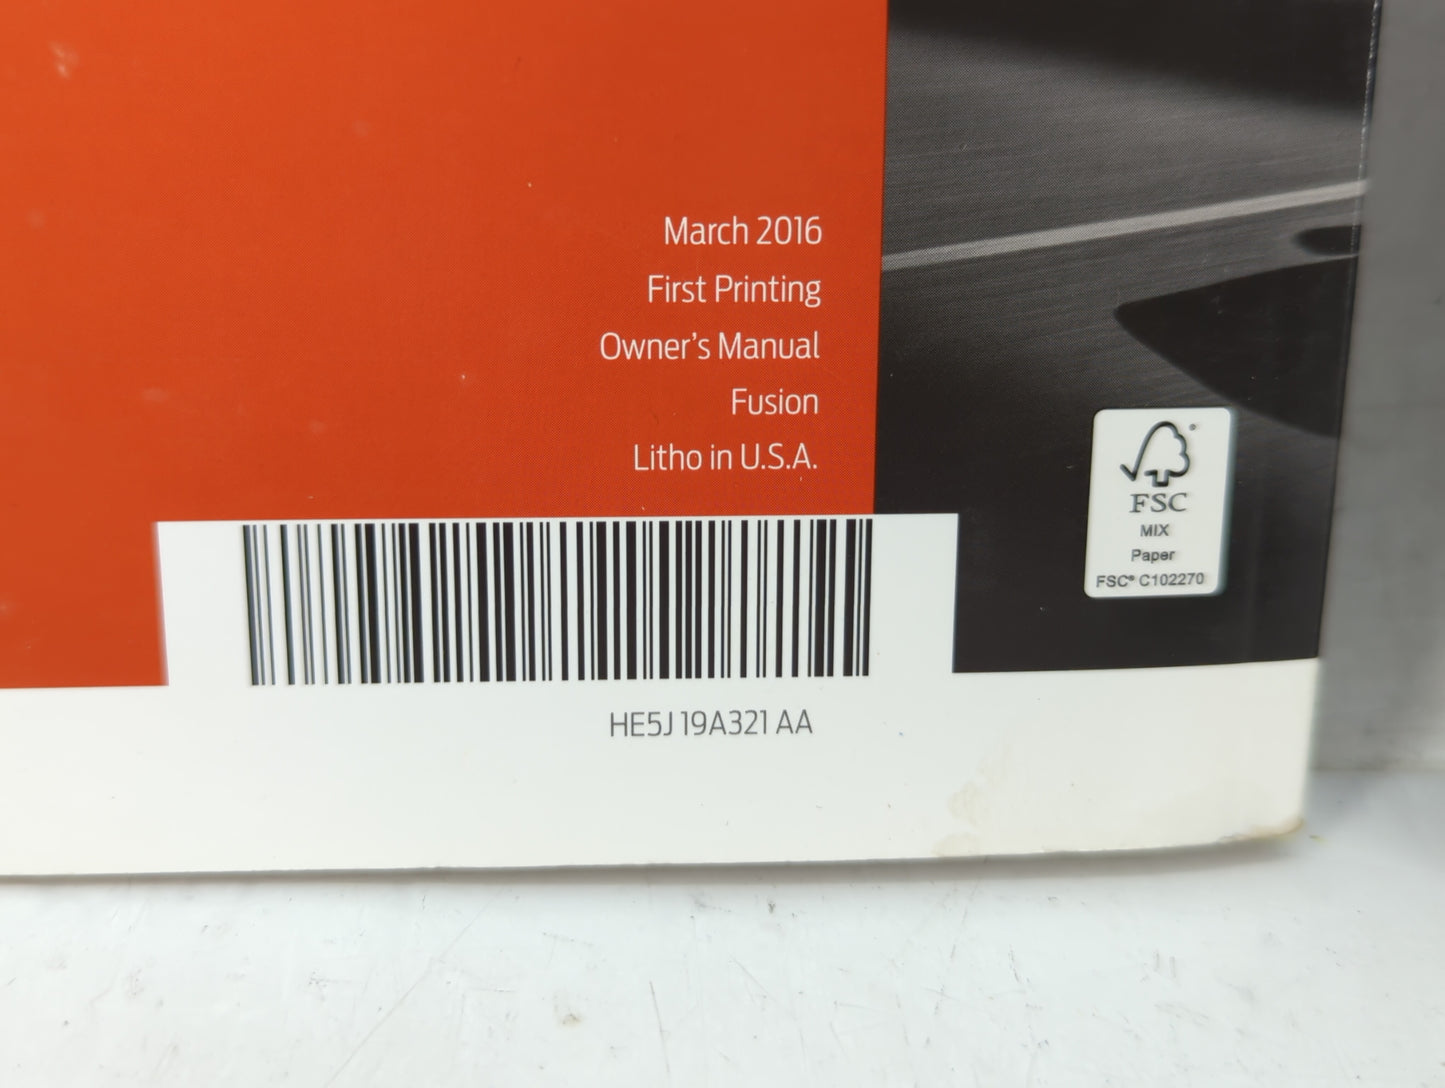 March 2016
First Printing
Owner's Manual
Fusion
Litho in U.S.A.
FSC
MIX
Paper
FSC® C102270
HE5J 19A321 AA